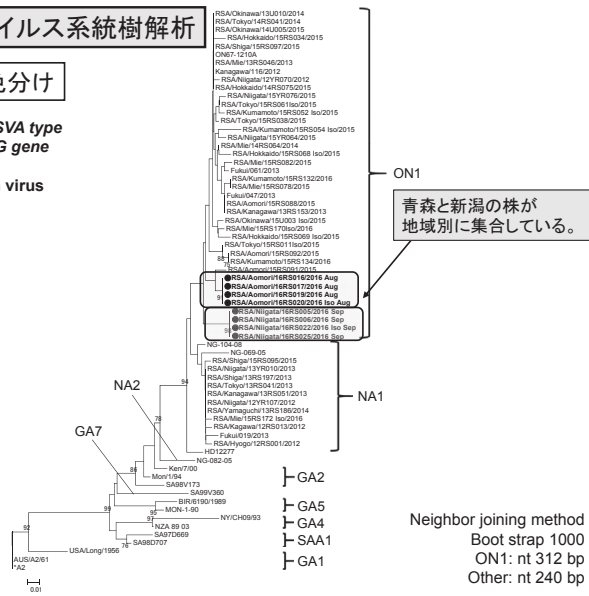 イルス系統樹解析
色分け
SVA type
G gene
virus
RSA/Okinawa/13U010/2014
RSA/Tokyo/14RS041/2014
RSA/Okinawa/14U005/2015
RSA/Hokkaido/15RS034/2015
RSA/Shiga/15RS097/2015
ON67-1210A
RSA/Mie/13RS046/2013
Kanagawa/116/2012
RSA/Niigata/12YR070/2012
RSA/Hokkaido/14RS075/2015
RSA/Niigata/15YR076/2015
RSA/Tokyo/15RS061Iso/2015
RSA/Kumamoto/15RS052 Iso/2015
RSA/Tokyo/15RS038/2015
RSA/Kumamoto/15RS054 Iso/2015
RSA/Niigata/15YR064/2015
RSA/Mie/14RS064/2014
RSA/Hokkaido/15RS068 Iso/2015
RSA/Mie/15RS082/2015
Fukui/061/2013
RSA/Kumamoto/15RS132/2016
RSA/Mie/15RS078/2015
Fukui/047/2013
RSA/Aomori/15RS088/2015
RSA/Kanagawa/13RS153/2013
RSA/Okinawa/15U003 Iso/2015
RSA/Mie/15RS170Iso/2016
RSA/Hokkaido/15RS069 Iso/2015
RSA/Tokyo/15RS011Iso/2015
RSA/Aomori/15RS092/2015
88
RSA/Kumamoto/15RS134/2016
RSA/Aomori/15RS091/2015
RSA/Aomori/16RS016/2016 Aug
RSA/Aomori/16RS017/2016 Aug
RSA/Aomori/16RS019/2016 Aug
91
RSA/Aomori/16RS020/2016 Iso Aug
RSA/Niigata/16RS005/2016 Sep
RSA/Niigata/16RS006/2016 Sep
RSA/Niigata/16RS022/2016 Iso Sep
99
RSA/Niigata/16RS025/2016 Sep
ON1
青森と新潟の株が
地域別に集合している。
NG-104-08
NG-069-05
RSA/Shiga/15RS095/2015
RSA/Niigata/13YR010/2013
RSA/Shiga/13RS197/2013
RSA/Tokyo/13RS041/2013
RSA/Kanagawa/13RS051/2013
RSA/Niigata/12YR107/2012
RSA/Yamaguchi/13RS186/2014
RSA/Mie/15RS172 Iso/2016
RSA/Kagawa/12RS013/2012
Fukui/019/2013
RSA/Hyogo/12RS001/2012
HD12277
NA1
94
NA2
NG-082-05
78
GA7
Ken/7/00
86
Mon/1/94
SA98V173
GA2
SA99V360
99
BIR/6190/1989
95
MON-1-90
GA5
97
NY/CH09/93
NZA 89 03
GA4
SA97D669
76
SA98D707
SAA1
92
USA/Long/1956
AUS/A2/61
*A2
GA1
0.01
Neighbor joining method
Boot strap 1000
ON1: nt 312 bp
Other: nt 240 bp